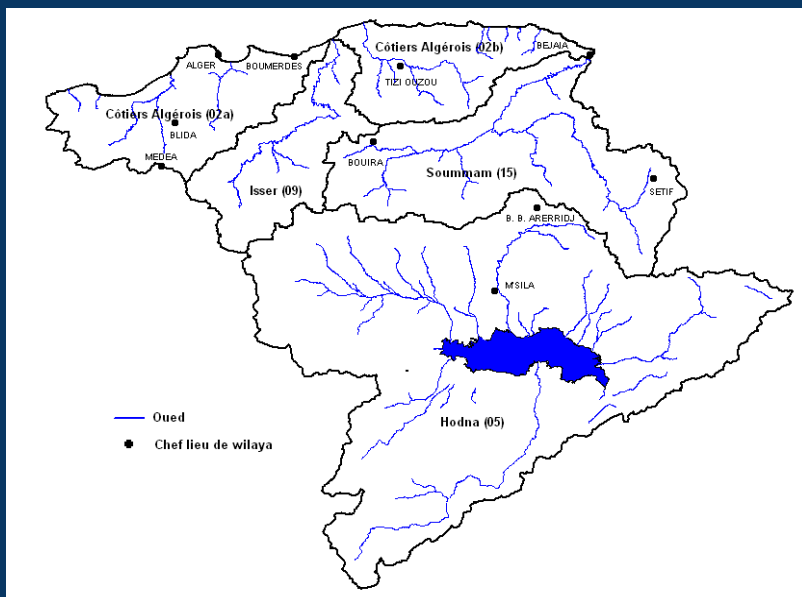 Côtiers Algérois (02b)
BEJAIA
ALGER
BOUMERDES
TIZI OUZOU
Côtiers Algérois (02a)
BLIDA
MEDEA
BOUIRA
Isser (09)
Soummam (15)
SETIF
B. B. ARERRIDJ
M'SILA
Oued
Hodna (05)
Chef lieu de wilaya